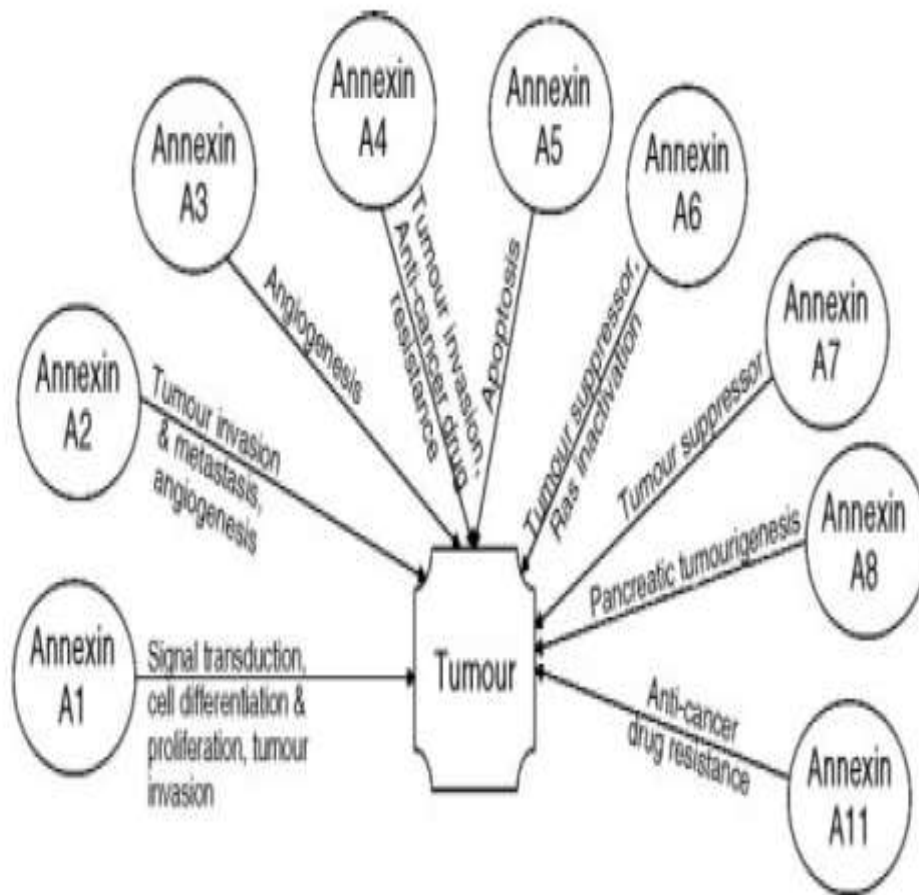 Annexin
A1
Signal transduction,
cell differentiation &
proliferation, tumour
invasion
Annexin
A2
Tumour invasion
& metastasis,
angiogenesis
Annexin
A3
Angiogenesis
Annexin
A4
Tumour invasion,
Anti-cancer drug
resistance
Annexin
A5
Apoptosis
Annexin
A6
Tumour suppressor,
Ras inactivation
Annexin
A7
Tumour suppressor
Annexin
A8
Pancreatic tumourigenesis
Annexin
A11
Anti-cancer
drug resistance
Tumour